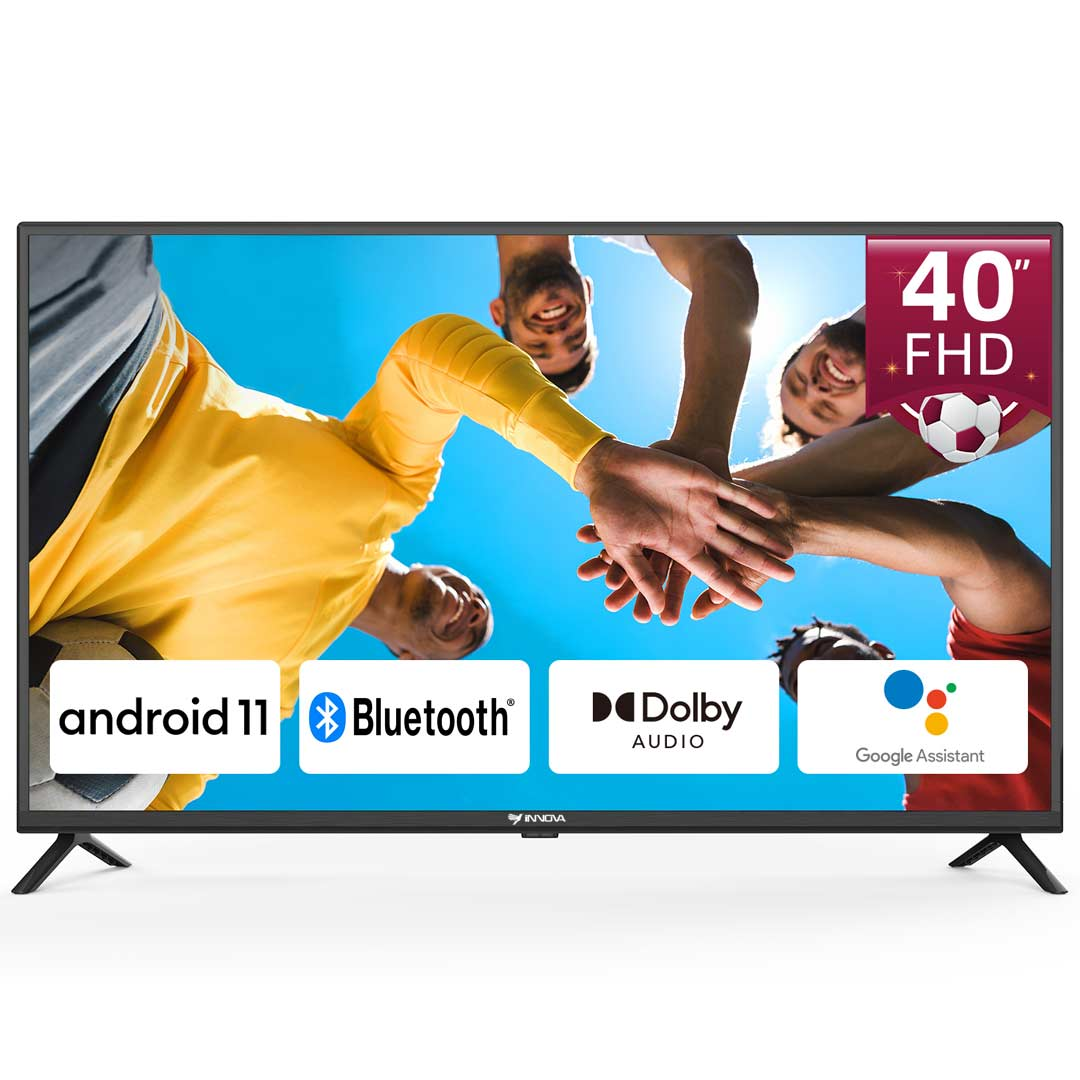 40”
FHD
android 11
Bluetooth®
Dolby
AUDIO
Google Assistant
iNNOVA